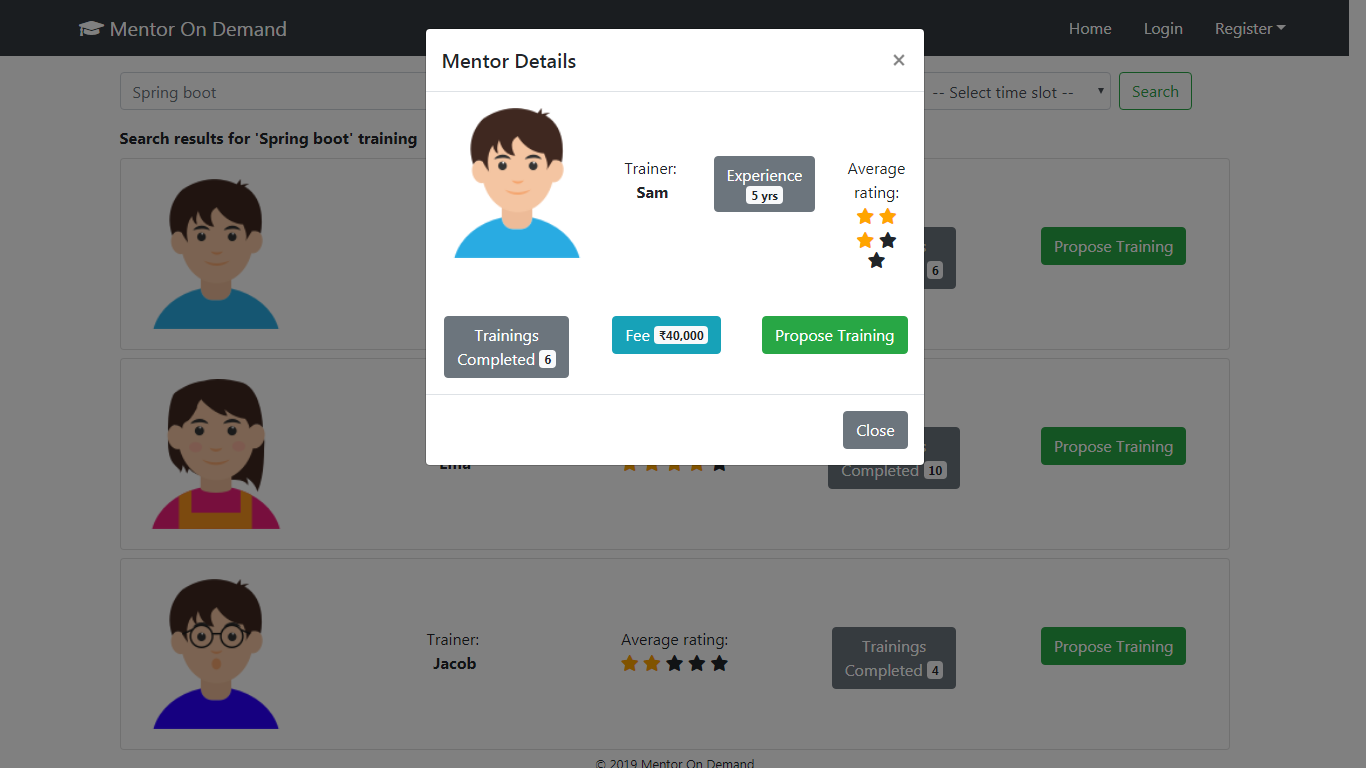 Mentor On Demand
Home
Login
Register
Mentor Details
×
Spring boot
-- Select time slot --
Search
Search results for 'Spring boot' training
Trainer:
Sam
Experience
5 yrs
Average
rating:
6
Propose Training
Trainings
Completed 6
Fee ₹40,000
Propose Training
Close
Completed 10
Propose Training
Trainer:
Jacob
Average rating:
Trainings
Completed 4
Propose Training
© 2019 Mentor On Demand